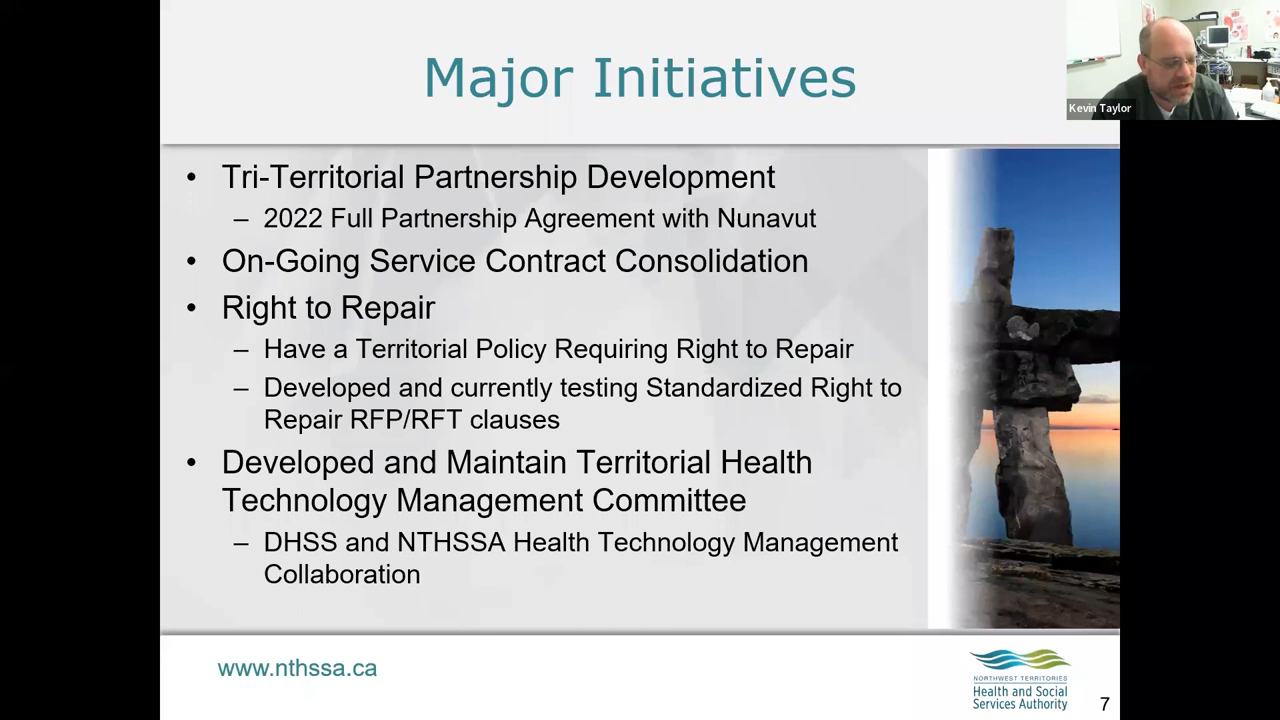 Major Initiatives
Kevin Taylor
• Tri-Territorial Partnership Development
– 2022 Full Partnership Agreement with Nunavut
• On-Going Service Contract Consolidation
• Right to Repair
– Have a Territorial Policy Requiring Right to Repair
– Developed and currently testing Standardized Right to
Repair RFP/RFT clauses
• Developed and Maintain Territorial Health
Technology Management Committee
– DHSS and NTHSSA Health Technology Management
Collaboration
www.nthssa.ca
NORTHWEST TERRITORIES
Health and Social
Services Authority
7